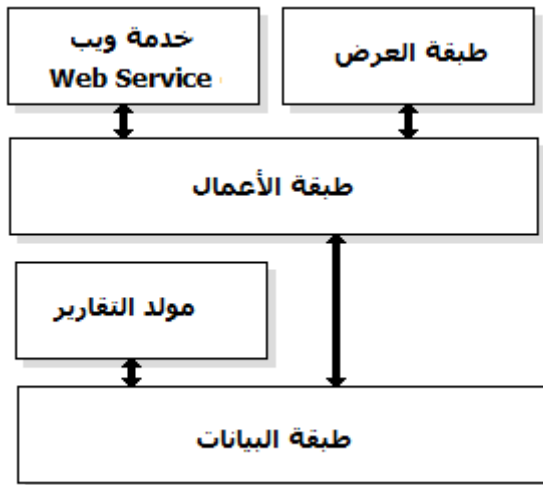 خدمة ويب
Web Service
طبقة العرض
طبقة الأعمال
مولد التقارير
طبقة البيانات